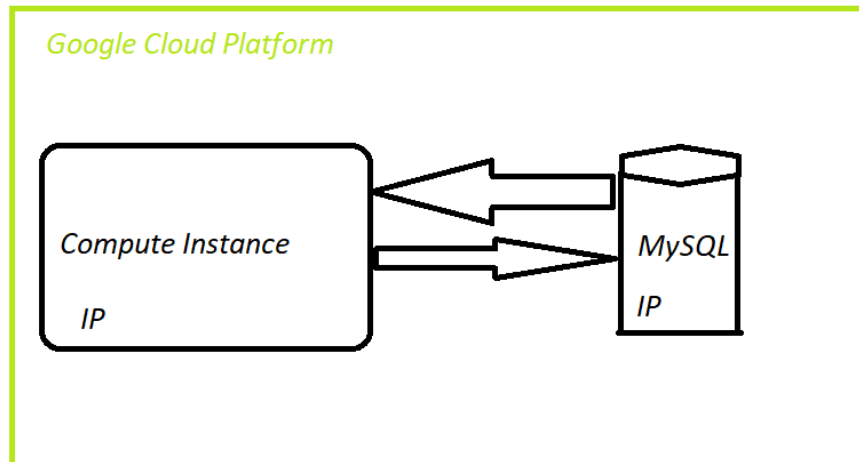 Google Cloud Platform
Compute Instance
IP
MySQL
IP